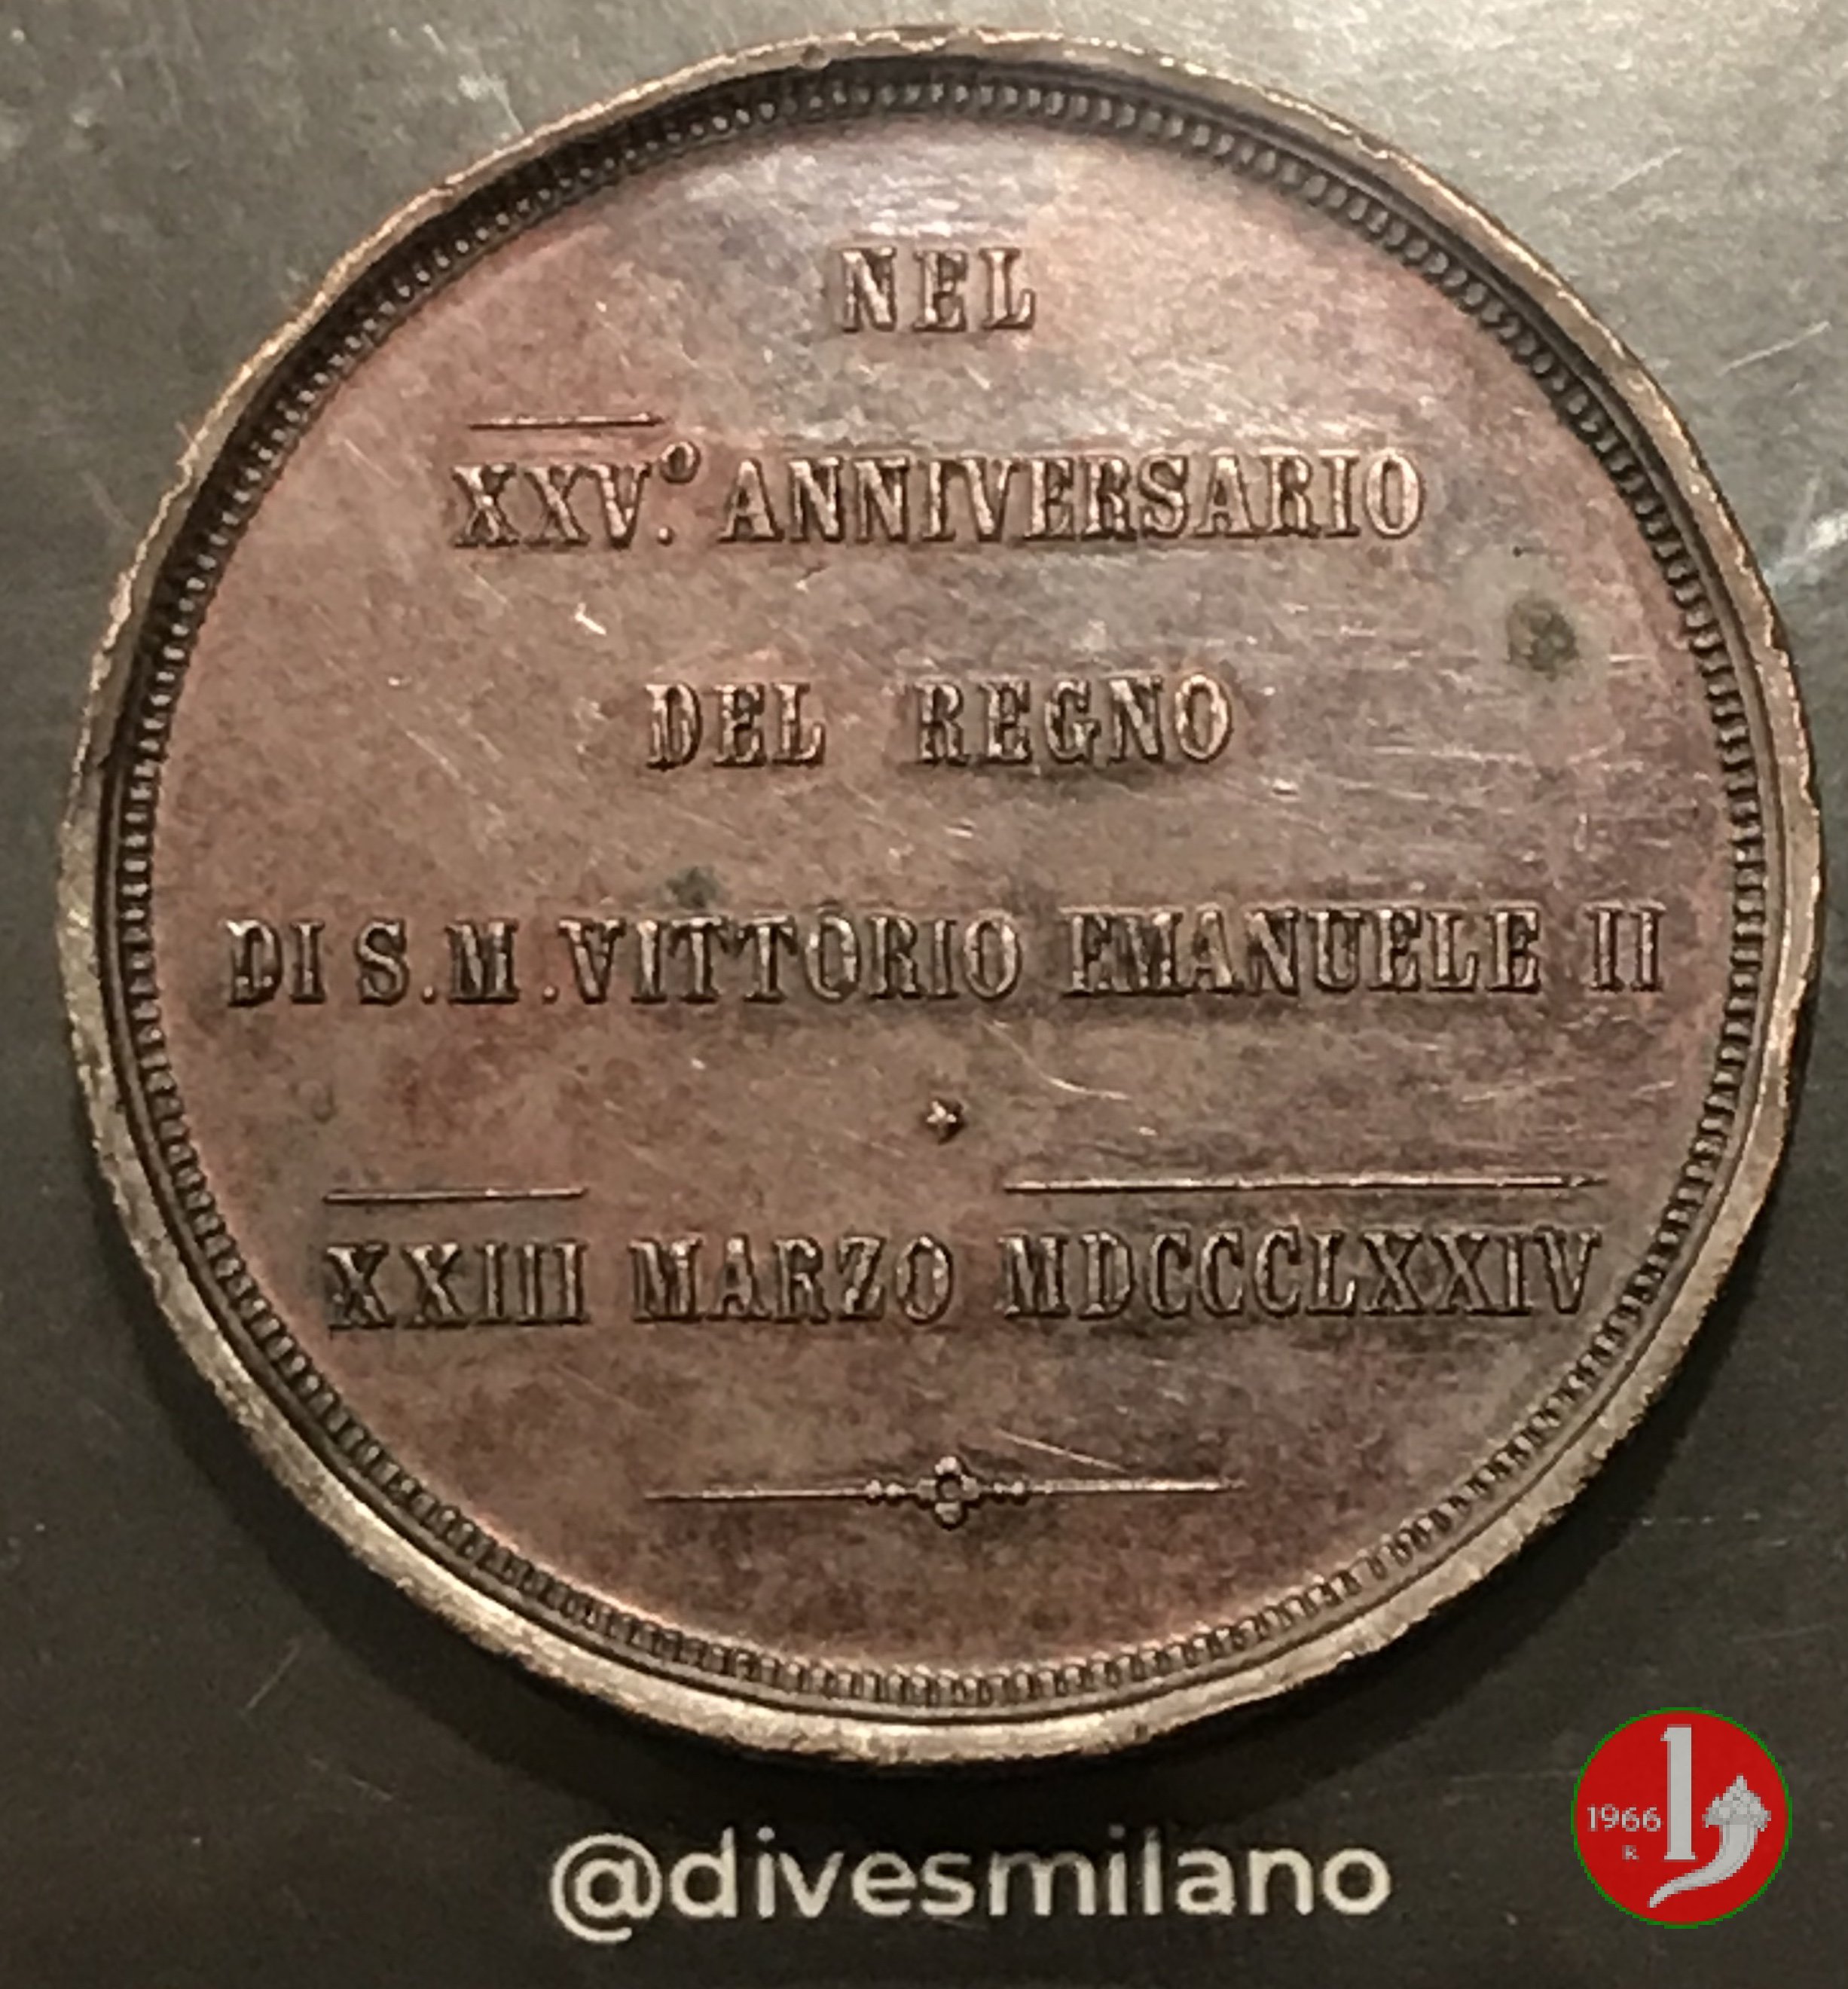 NEL
XXV.º ANNIVERSARIO
DEL REGNO
DI S.M.VITTORIO EMANUELE II
XXIII MARZO MDCCCLXXIV
@divesmilano
1966
R